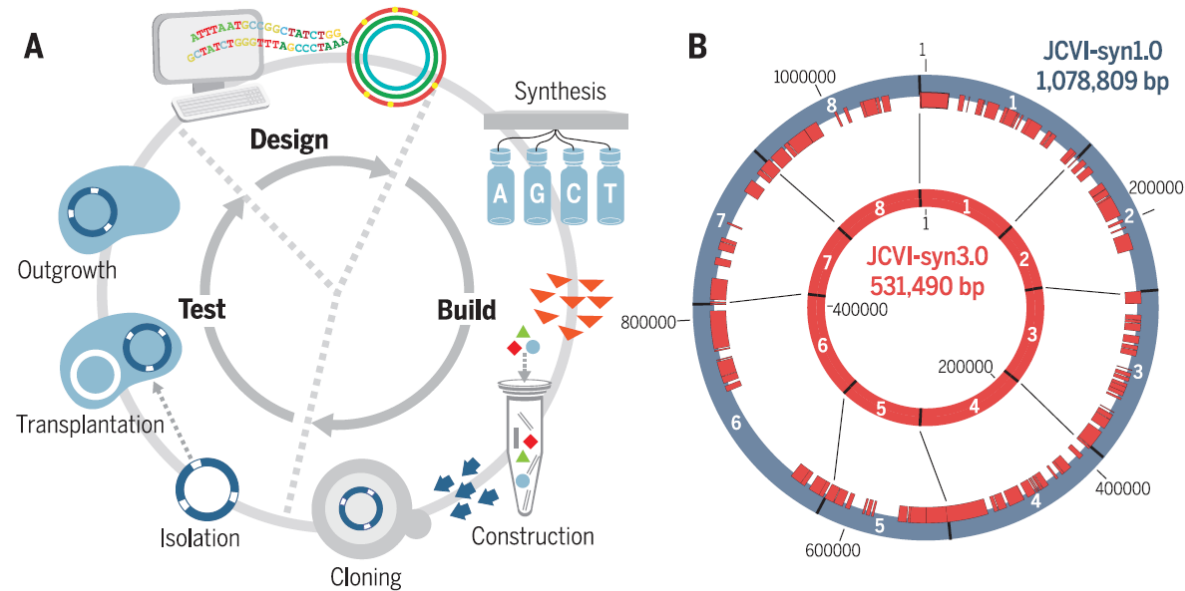 A
ATTTAATGCCGGCTATCTGG
GCTATCTGGGTTTAGCCCTAAA
Synthesis
A G C T
Design
Outgrowth
Test
Build
Transplantation
Isolation
Cloning
Construction
B
JCVI-syn1.0
1,078,809 bp
1
1000000
8
1
200000
2
7
8
1
1
JCVI-syn3.0
531,490 bp
7
2
400000
800000
6
3
200000
3
5
4
6
400000
4
5
600000